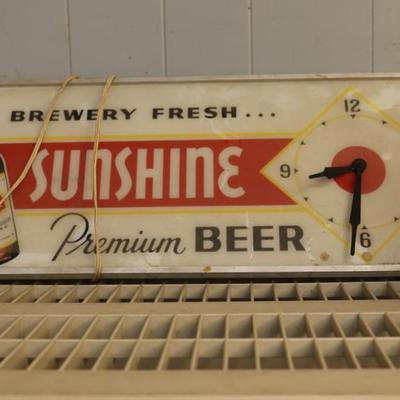 BREWERY FRESH...
SUNSHINE
Premium BEER
12
9
6